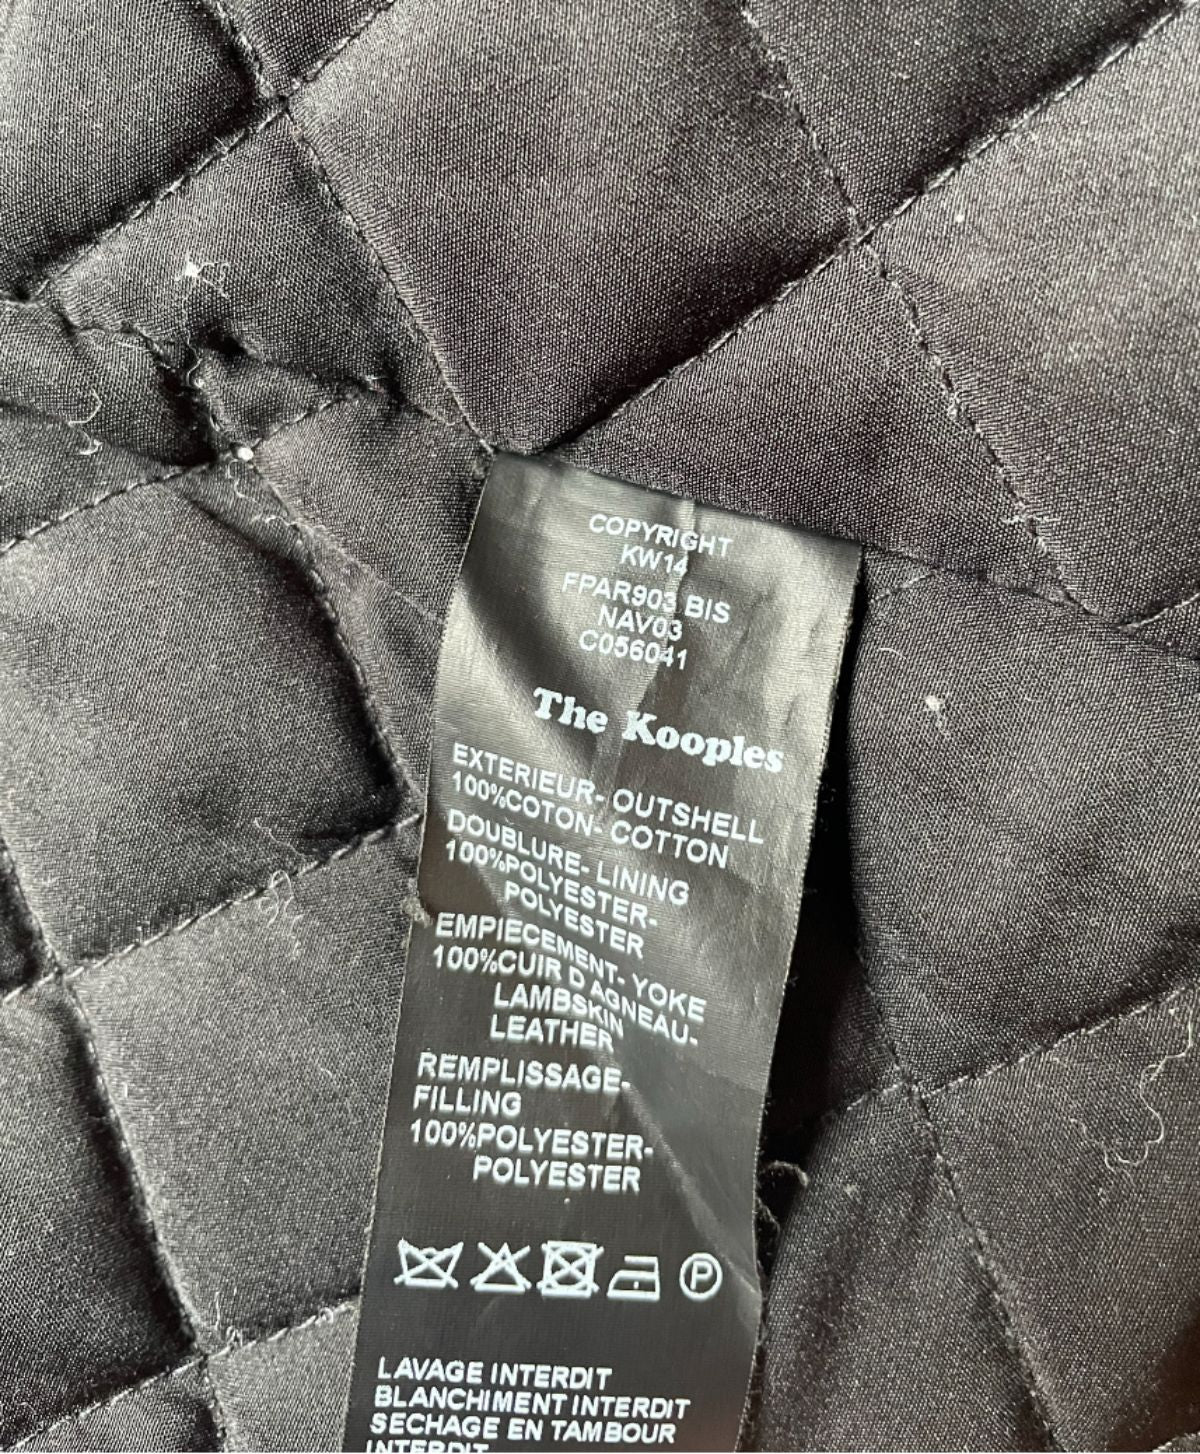 COPYRIGHT
KW14
FPAR903 BIS
NAV03
C056041
The Kooples
EXTERIEUR- OUTSHELL
100%COTON- COTTON
DOUBLURE- LINING
100%POLYESTER-
POLYESTER
EMPIECEMENT- YOKE
100%CUIR D AGNEAU-
LAMBSKIN
LEATHER
REMPLISSAGE-
FILLING
100%POLYESTER-
POLYESTER
P
LAVAGE INTERDIT
BLANCHIMENT INTERDIT
SECHAGE EN TAMBOUR
INTERDIT